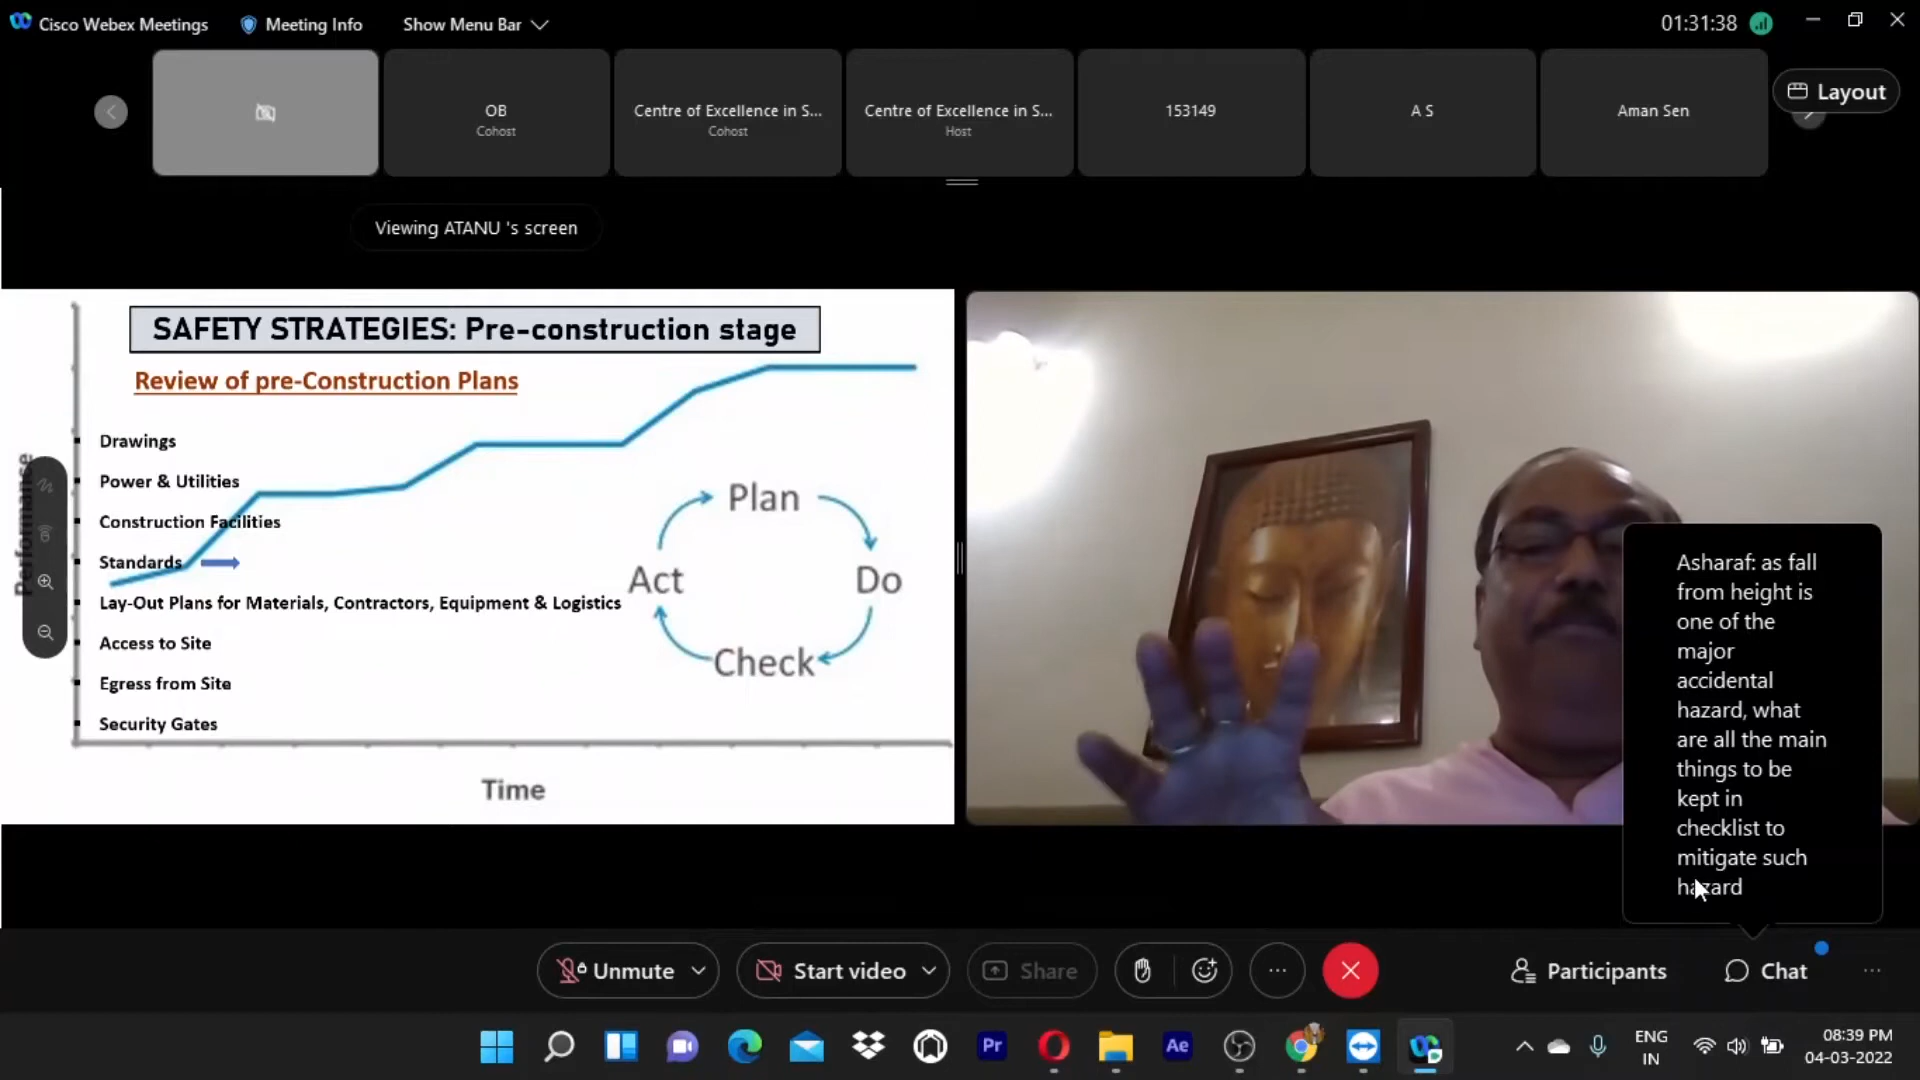 Cisco Webex Meetings
Meeting Info
Show Menu Bar
01:31:38
OB
Cohost
Centre of Excellence in S...
Cohost
Centre of Excellence in S...
Host
153149
A S
Aman Sen
Layout
Viewing ATANU 's screen
SAFETY STRATEGIES: Pre-construction stage
Review of pre-Construction Plans
Drawings
Power & Utilities
Construction Facilities
Standards
Lay-Out Plans for Materials, Contractors, Equipment & Logistics
Access to Site
Egress from Site
Security Gates
Performance
Time
Plan
Do
Check
Act
Asharaf: as fall
from height is
one of the
major
accidental
hazard, what
are all the main
things to be
kept in
checklist to
mitigate such
hazard
Unmute
Start video
Share
Participants
Chat
Pr
Ae
ENG
IN
08:39 PM
04-03-2022